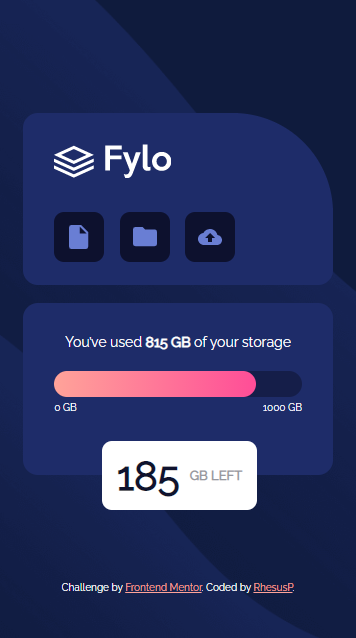 Fylo
You've used 815 GB of your storage
0 GB 1000 GB
185 GB LEFT
Challenge by Frontend Mentor. Coded by RhesusP.